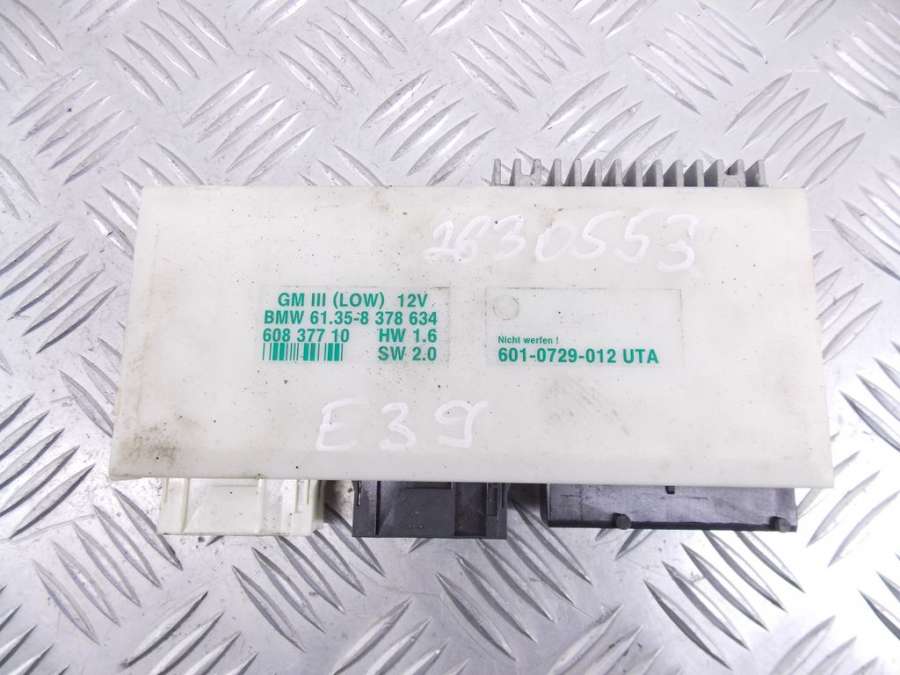 2630553
GM III (LOW) 12V
BMW 61.35-8 378 634
608 377 10 HW 1.6
SW 2.0
Nicht werfen !
601-0729-012 UTA
E39